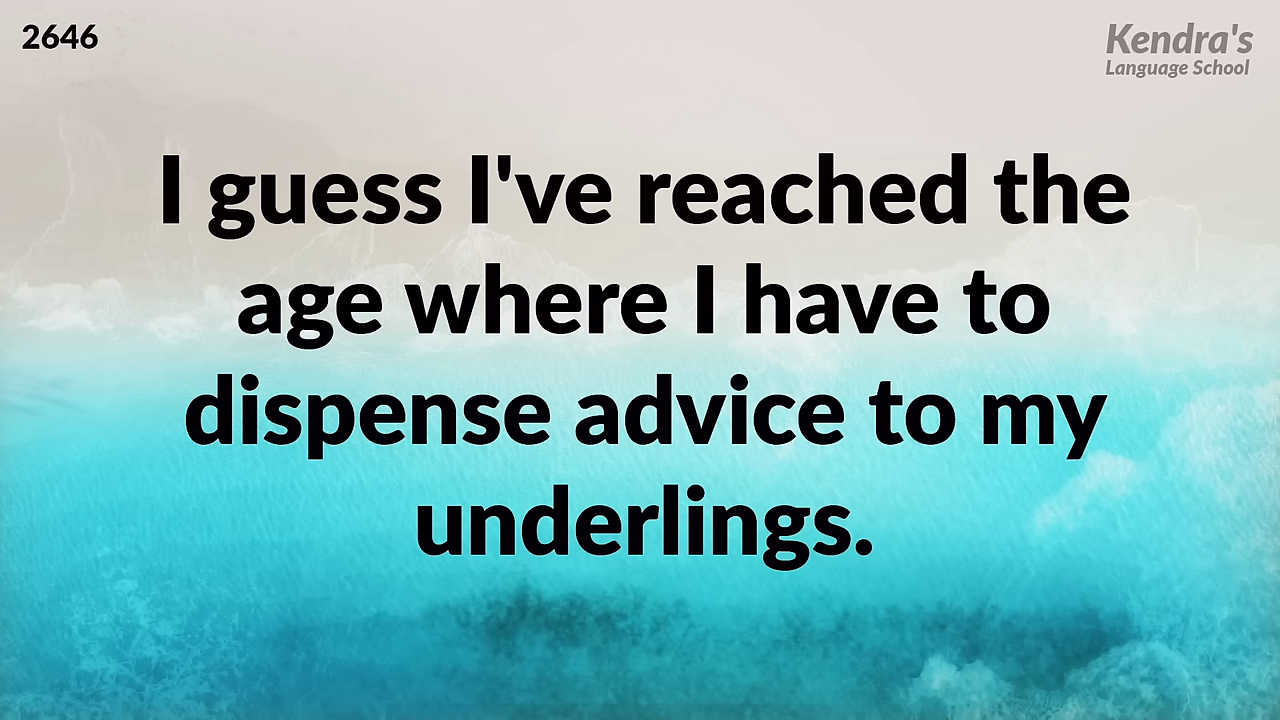 2646
Kendra's
Language School
I guess I've reached the
age where I have to
dispense advice to my
underlings.